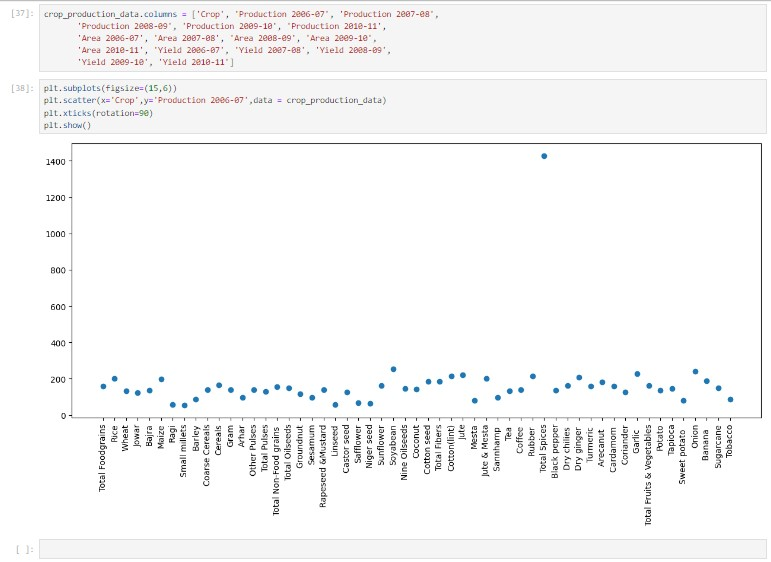 [37]: crop_production_data.columns = ['Crop', 'Production 2006-07', 'Production 2007-08',
'Production 2008-09', 'Production 2009-10', 'Production 2010-11',
'Area 2006-07', 'Area 2007-08', 'Area 2008-09', 'Area 2009-10',
'Area 2010-11', 'Yield 2006-07', 'Yield 2007-08', 'Yield 2008-09',
'Yield 2009-10', 'Yield 2010-11']
[38]: plt.subplots(figsize=(15,6))
plt.scatter(x='Crop',y='Production 2006-07',data = crop_production_data)
plt.xticks(rotation=90)
plt.show()
1400
1200
1000
800
600
400
200
0
Total Foodgrains
Rice
Wheat
Jowar
Bajra
Maize
Ragi
Small millets
Barley
Coarse Cereals
Cereals
Gram
Arhar
Other Pulses
Total Pulses
Total Non-Food grains
Total Oilseeds
Groundnut
Sesamum
Rapeseed &Mustard
Linseed
Castor seed
Safflower
Niger seed
Sunflower
Soyabean
Nine Oilseeds
Coconut
Cotton seed
Total Fibers
Cotton(lint)
Jute
Mesta
Jute & Mesta
Sannhamp
Tea
Coffee
Rubber
Total Spices
Black pepper
Dry chilies
Dry ginger
Turmeric
Arecanut
Cardamom
Coriander
Garlic
Total Fruits & Vegetables
Potato
Tapioca
Sweet potato
Onion
Banana
Sugarcane
Tobacco
[ ]: